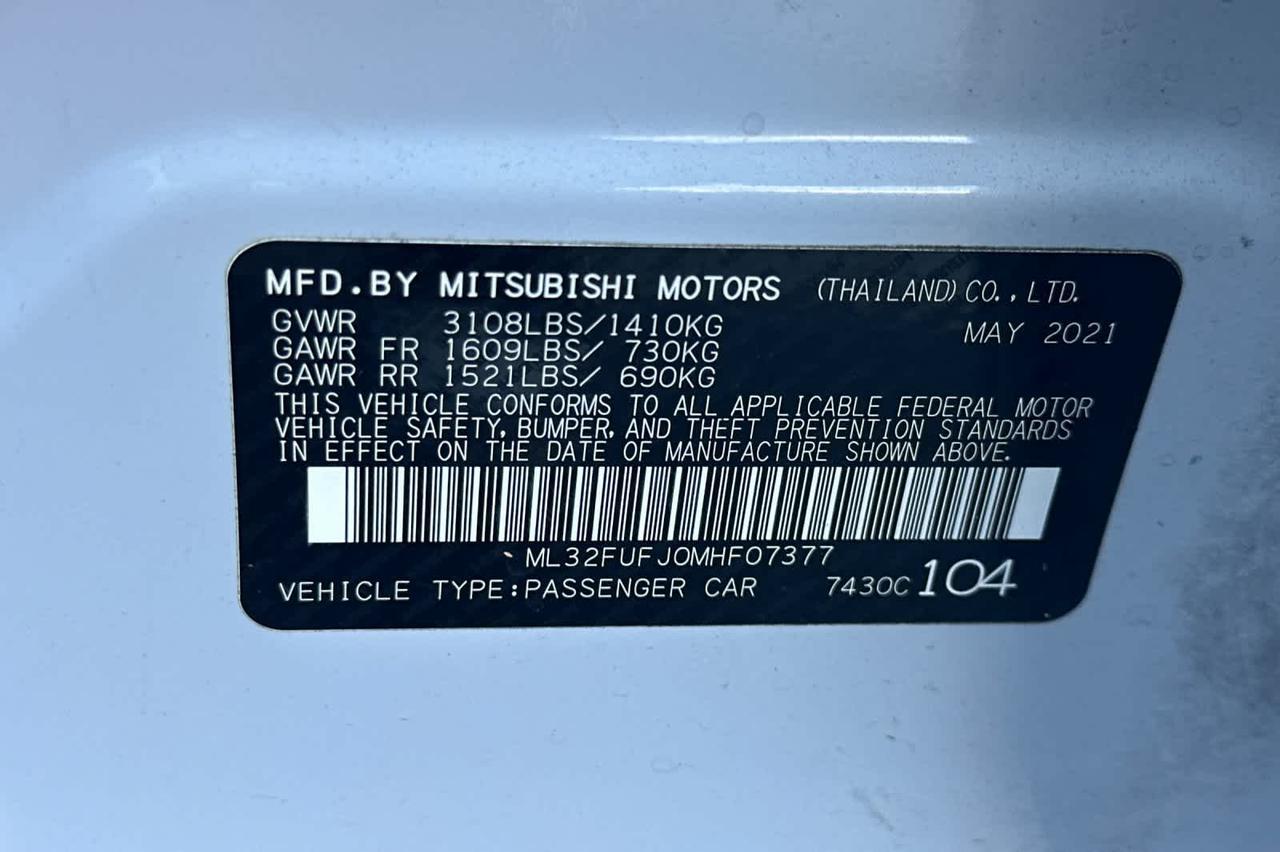 MFD.BY MITSUBISHI MOTORS (THAILAND) CO., LTD.
GVWR 3108LBS/1410KG MAY 2021
GAWR FR 1609LBS/ 730KG
GAWR RR 1521LBS/ 690KG
THIS VEHICLE CONFORMS TO ALL APPLICABLE FEDERAL MOTOR
VEHICLE SAFETY, BUMPER, AND THEFT PREVENTION STANDARDS
IN EFFECT ON THE DATE OF MANUFACTURE SHOWN ABOVE.
ML32FUFJ0MHF07377
VEHICLE TYPE:PASSENGER CAR 7430C 104